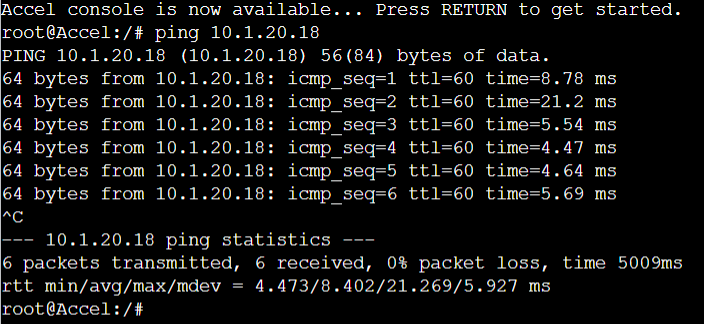 Accel console is now available... Press RETURN to get started.
root@Accel:/# ping 10.1.20.18
PING 10.1.20.18 (10.1.20.18) 56(84) bytes of data.
64 bytes from 10.1.20.18: icmp_seq=1 ttl=60 time=8.78 ms
64 bytes from 10.1.20.18: icmp_seq=2 ttl=60 time=21.2 ms
64 bytes from 10.1.20.18: icmp_seq=3 ttl=60 time=5.54 ms
64 bytes from 10.1.20.18: icmp_seq=4 ttl=60 time=4.47 ms
64 bytes from 10.1.20.18: icmp_seq=5 ttl=60 time=4.64 ms
64 bytes from 10.1.20.18: icmp_seq=6 ttl=60 time=5.69 ms
^C
--- 10.1.20.18 ping statistics ---
6 packets transmitted, 6 received, 0% packet loss, time 5009ms
rtt min/avg/max/mdev = 4.473/8.402/21.269/5.927 ms
root@Accel:/#